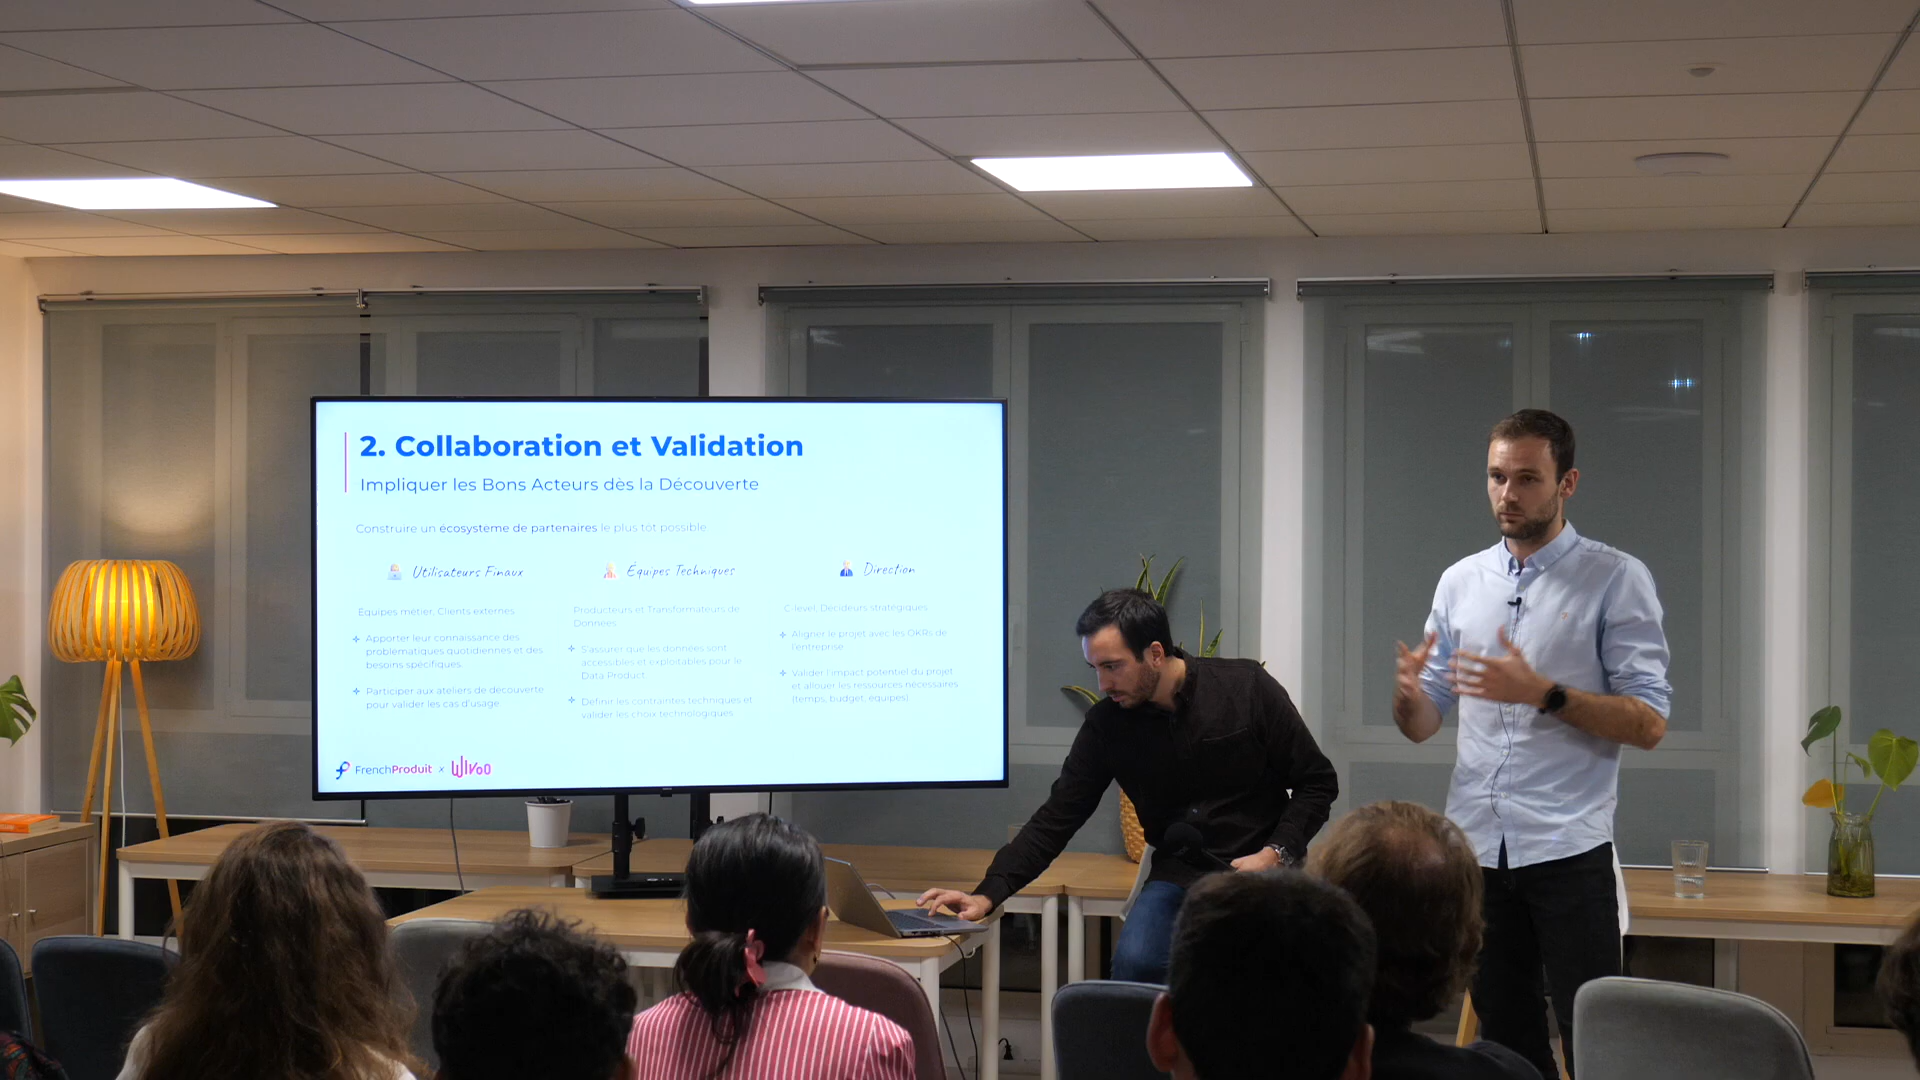 2. Collaboration et Validation
Impliquer les Bons Acteurs dès la Découverte
Construire un écosystème de partenaires le plus tot possible
Utilisateurs Finaux
Equipes métier, Clients externes
Apporter leur connaissance des
problématiques quotidiennes et des
besoins spécifiques
Participer aux ateliers de découverte
pour valider les cas d'usage
Équipes Techniques
Producteurs et Transformateurs de
Données
S'assurer que les données sont
accessibles et exploitables pour le
Data Product
Définir les contraintes techniques et
valider les choix technologiques
Direction
C-level, Décideurs stratégiques
Aligner le projet avec les OKRs de
l'entreprise
Valider l'impact potentiel du projet
et allouer les ressources nécessaires
(temps, budget, équipes)
FrenchProduit x WIVOO